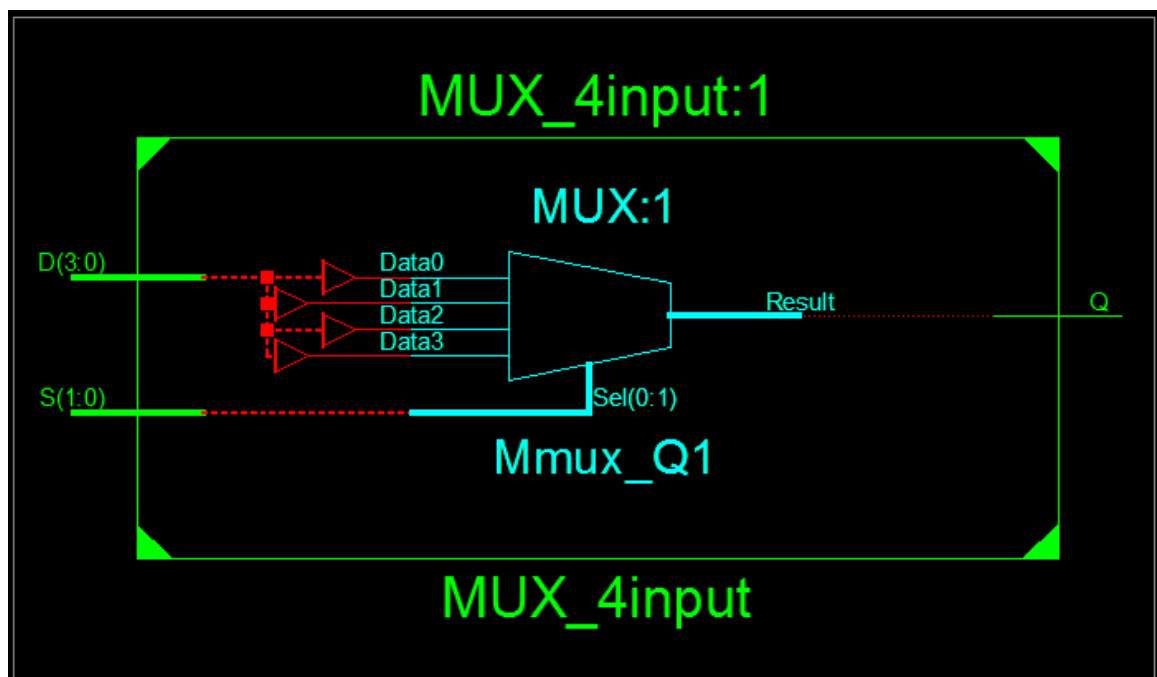 MUX_4input:1
MUX:1
D(3:0)
Data0
Data1
Data2
Data3
Result
Q
S(1:0)
Sel(0:1)
Mmux_Q1
MUX_4input